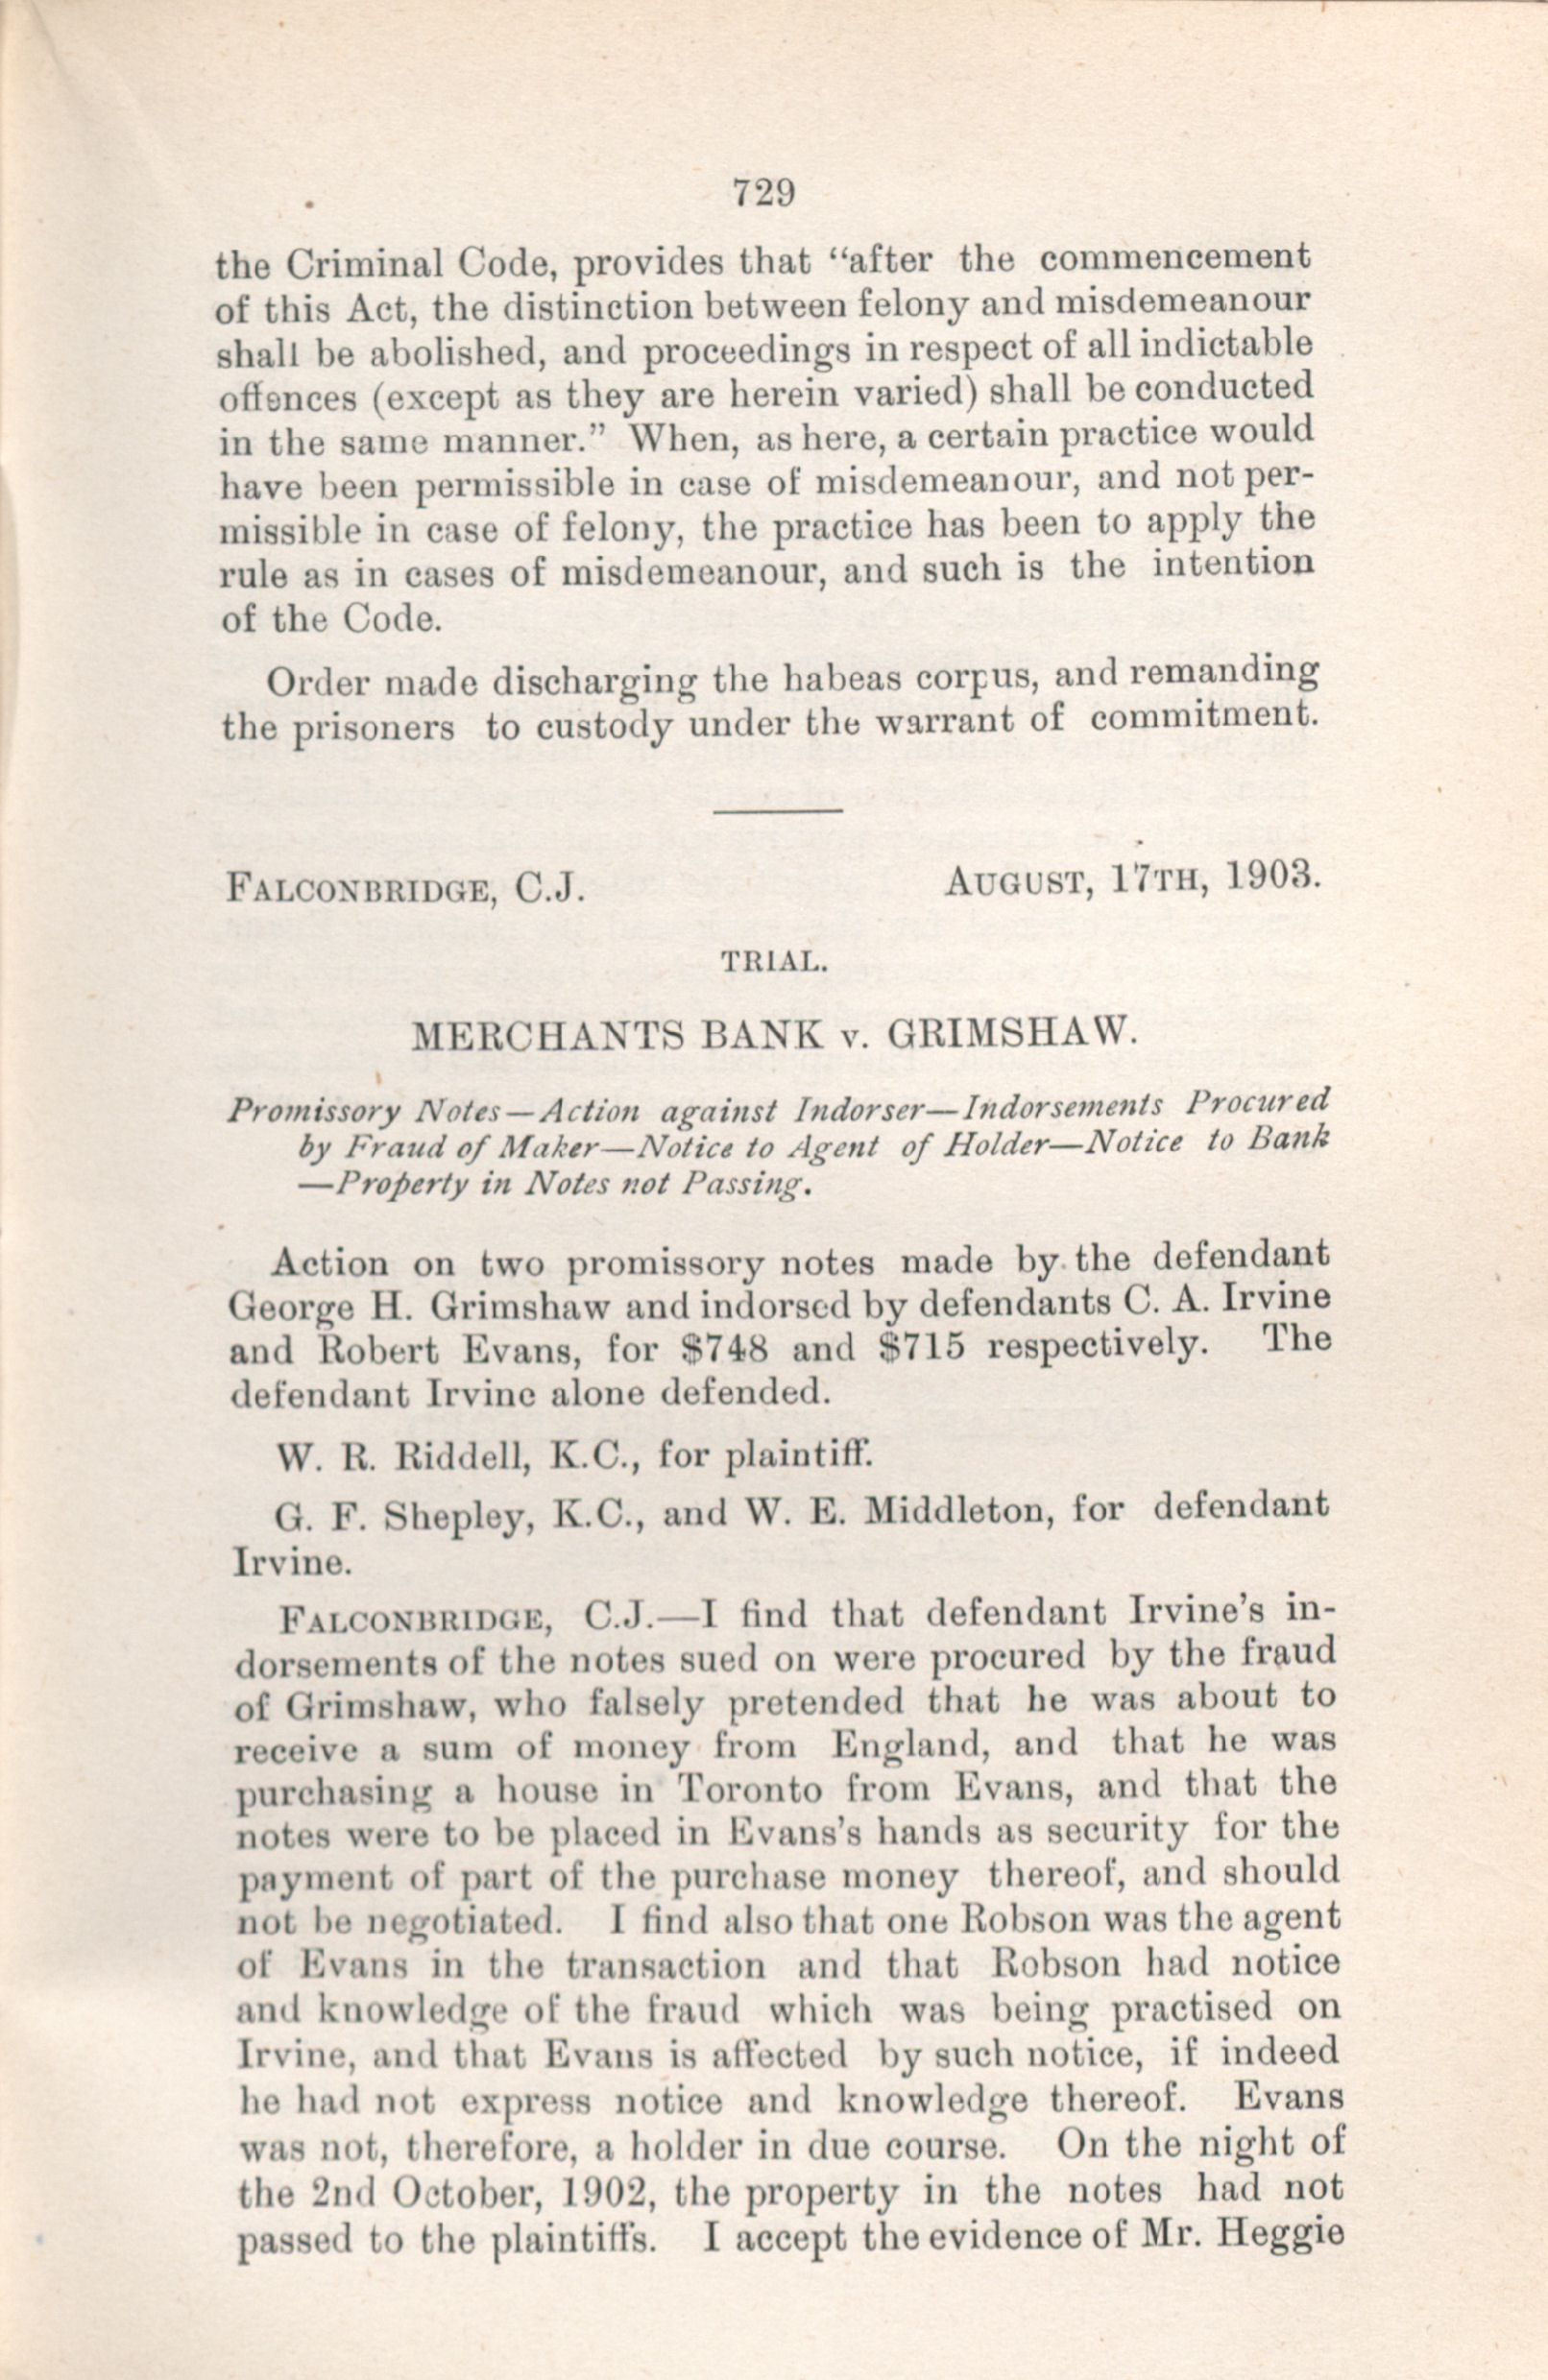 729
the Criminal Code, provides that “after the commencement
of this Act, the distinction between felony and misdemeanour
shall be abolished, and proceedings in respect of all indictable
offences (except as they are herein varied) shall be conducted
in the same manner.” When, as here, a certain practice would
have been permissible in case of misdemeanour, and not per-
missible in case of felony, the practice has been to apply the
rule as in cases of misdemeanour, and such is the intention
of the Code.
Order made discharging the habeas corpus, and remanding
the prisoners to custody under the warrant of commitment.
FALCONBRIDGE, C.J. AUGUST, 17TH, 1903.
TRIAL.
MERCHANTS BANK v. GRIMSHAW.
Promissory Notes—Action against Indorser—Indorsements Procured
by Fraud of Maker—Notice to Agent of Holder—Notice to Bank
—Property in Notes not Passing.
Action on two promissory notes made by the defendant
George H. Grimshaw and indorsed by defendants C. A. Irvine
and Robert Evans, for $748 and $715 respectively. The
defendant Irvine alone defended.
W. R. Riddell, K.C., for plaintiff.
G. F. Shepley, K.C., and W. E. Middleton, for defendant
Irvine.
FALCONBRIDGE, C.J.—I find that defendant Irvine’s in-
dorsements of the notes sued on were procured by the fraud
of Grimshaw, who falsely pretended that he was about to
receive a sum of money from England, and that he was
purchasing a house in Toronto from Evans, and that the
notes were to be placed in Evans’s hands as security for the
payment of part of the purchase money thereof, and should
not be negotiated. I find also that one Robson was the agent
of Evans in the transaction and that Robson had notice
and knowledge of the fraud which was being practised on
Irvine, and that Evans is affected by such notice, if indeed
he had not express notice and knowledge thereof. Evans
was not, therefore, a holder in due course. On the night of
the 2nd October, 1902, the property in the notes had not
passed to the plaintiffs. I accept the evidence of Mr. Heggie